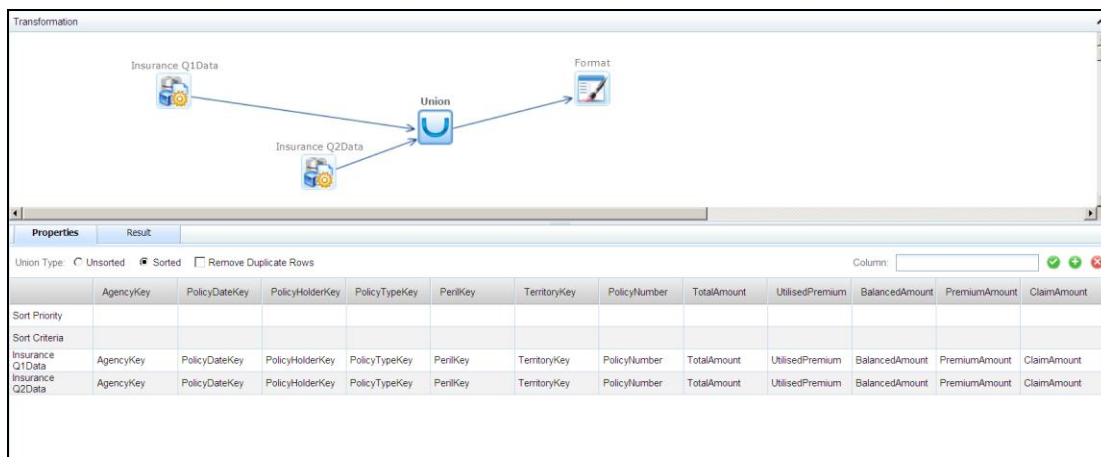 Transformation
Insurance Q1Data
Format
Union
Insurance Q2Data
Properties Result
Union Type: Unsorted Sorted Remove Duplicate Rows Column:
AgencyKey PolicyDateKey PolicyHolderKey PolicyTypeKey PerilKey TerritoryKey PolicyNumber TotalAmount UtilisedPremium BalancedAmount PremiumAmount ClaimAmount
Sort Priority
Sort Criteria
Insurance
Q1Data AgencyKey PolicyDateKey PolicyHolderKey PolicyTypeKey PerilKey TerritoryKey PolicyNumber TotalAmount UtilisedPremium BalancedAmount PremiumAmount ClaimAmount
Insurance
Q2Data AgencyKey PolicyDateKey PolicyHolderKey PolicyTypeKey PerilKey TerritoryKey PolicyNumber TotalAmount UtilisedPremium BalancedAmount PremiumAmount ClaimAmount